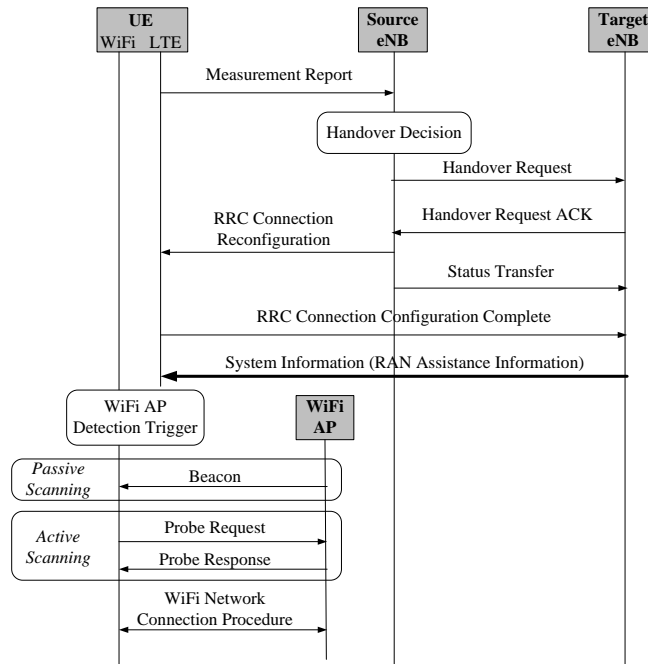 UE
WiFi LTE
Source
eNB
Target
eNB
Measurement Report
Handover Decision
Handover Request
Handover Request ACK
RRC Connection
Reconfiguration
Status Transfer
RRC Connection Configuration Complete
System Information (RAN Assistance Information)
WiFi AP
Detection Trigger
WiFi
AP
Passive
Scanning
Beacon
Active
Scanning
Probe Request
Probe Response
WiFi Network
Connection Procedure